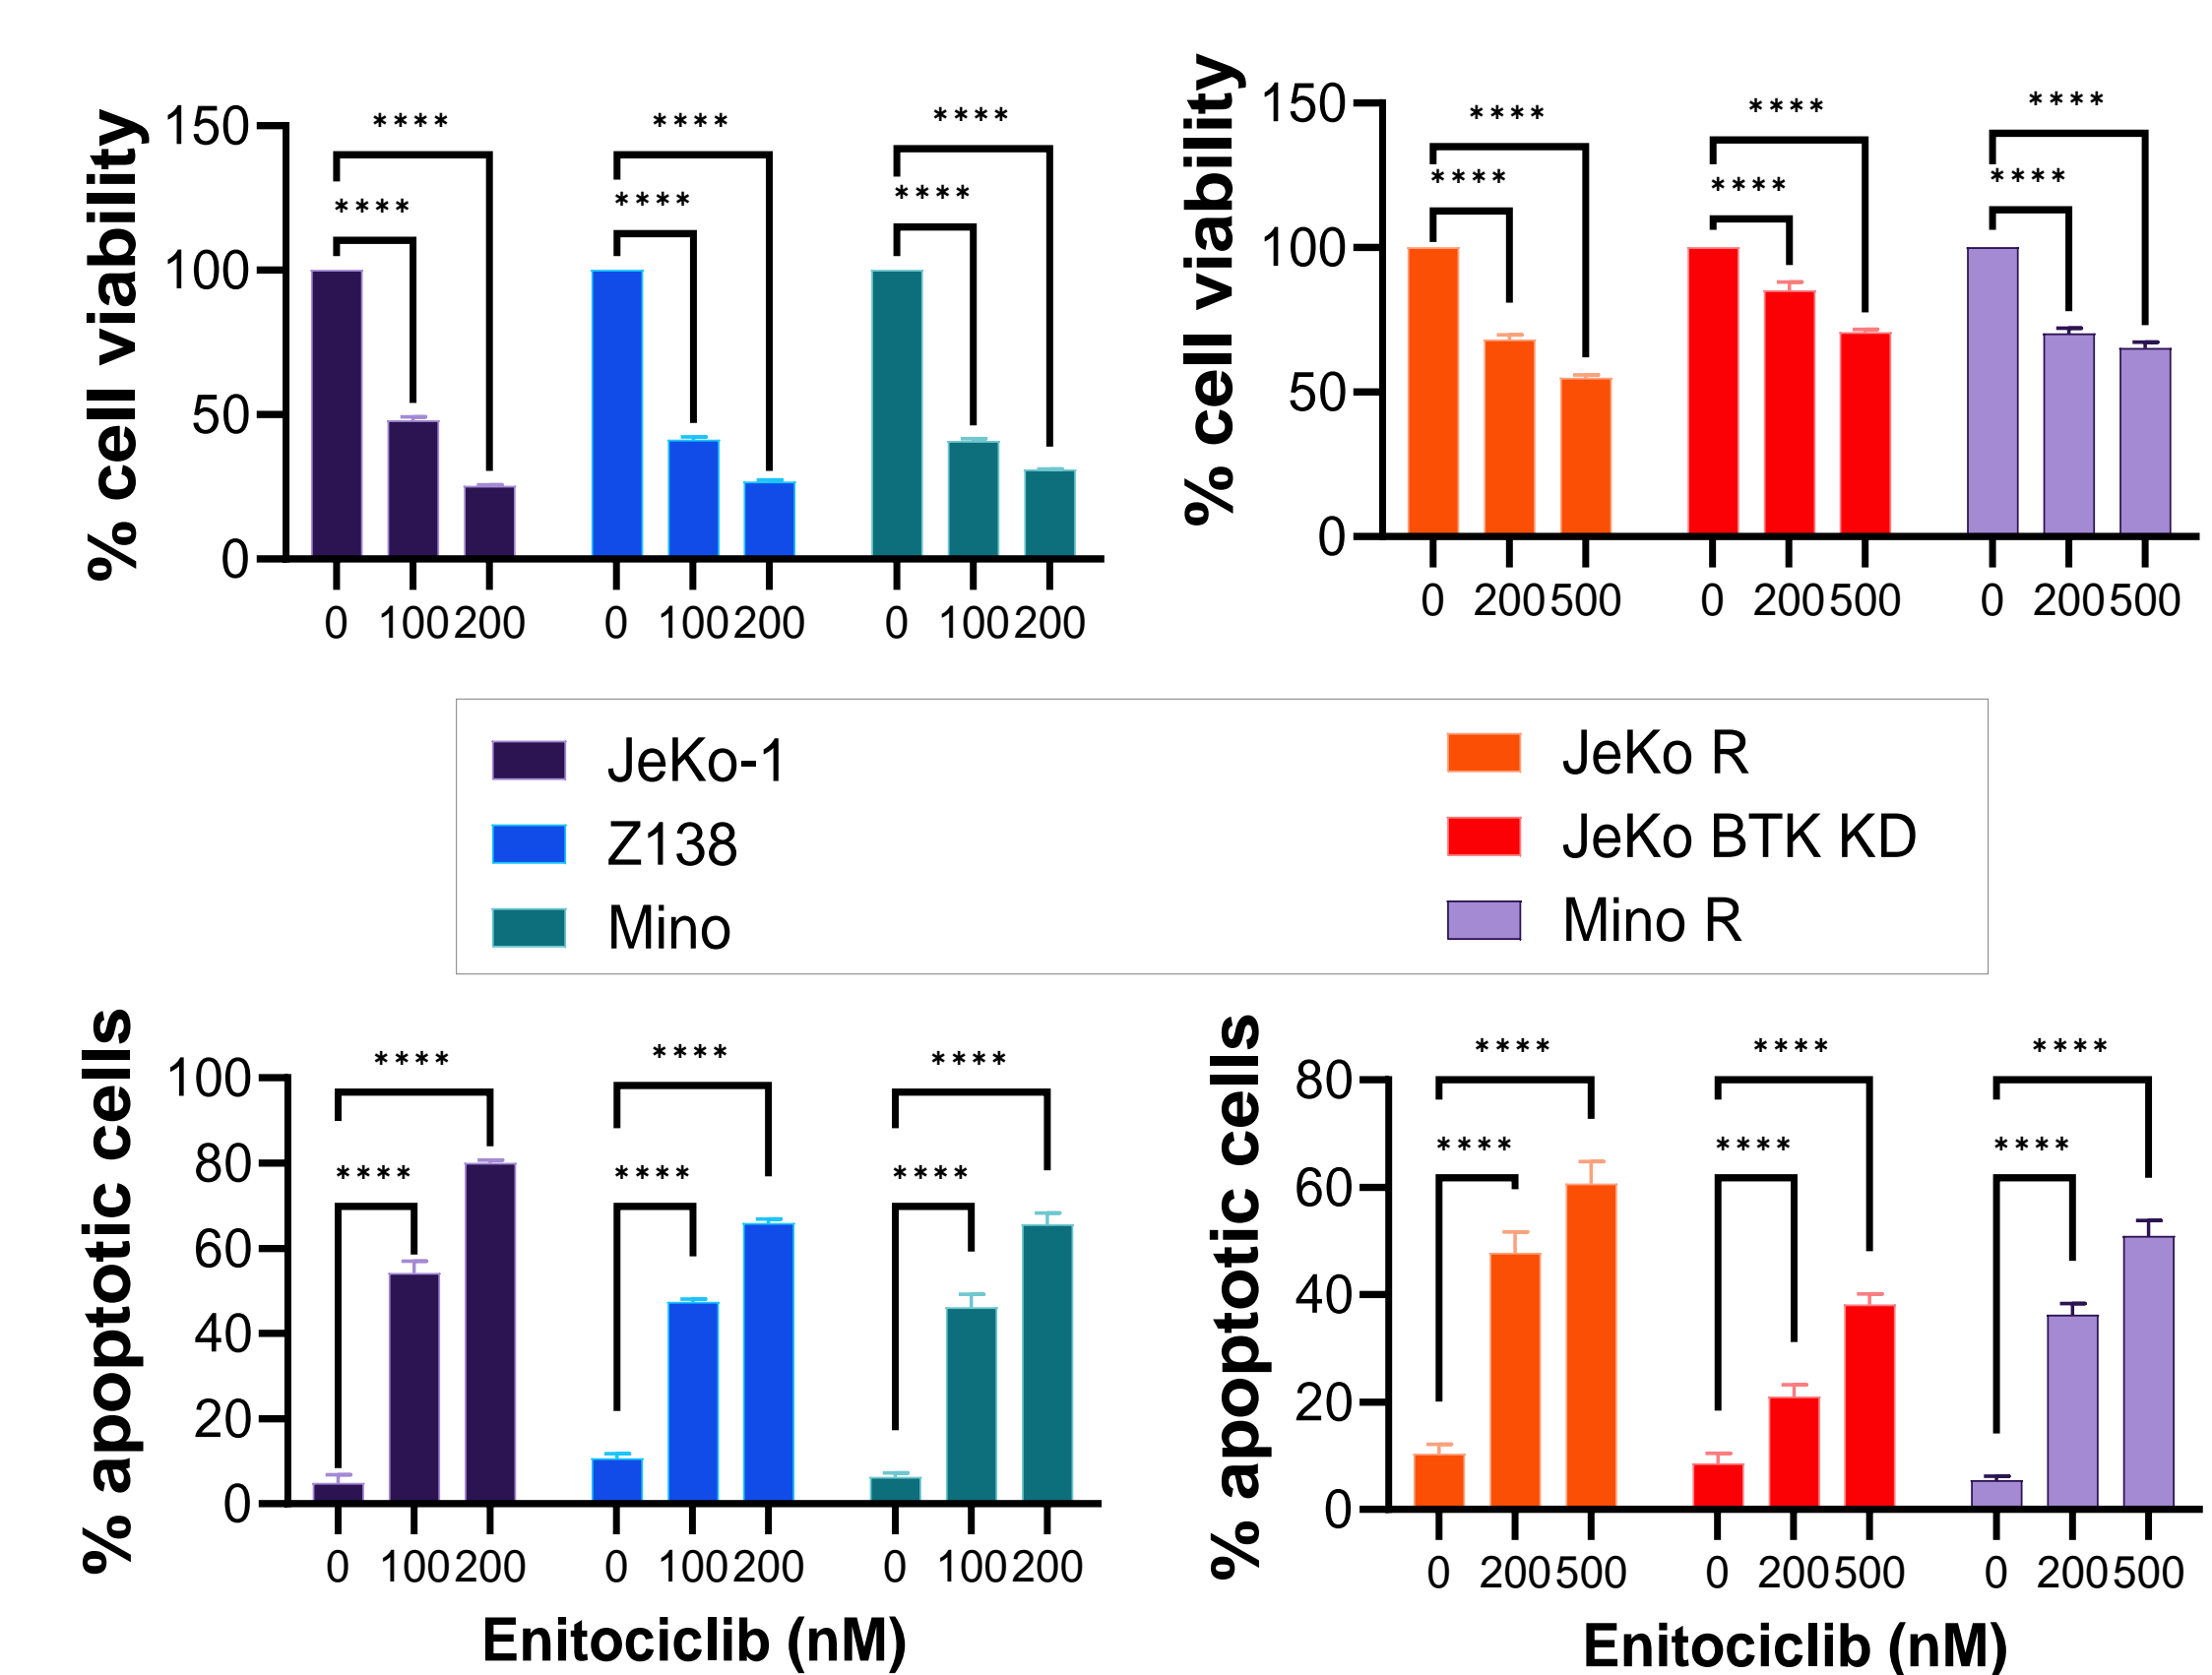 % cell viability
150
100
50
0
**** **** ****
**** **** ****
0 100 200 0 100 200 0 100 200
% cell viability
150
100
50
0
**** **** ****
**** **** ****
0 200 500 0 200 500 0 200 500
JeKo-1
Z138
Mino
JeKo R
JeKo BTK KD
Mino R
% apoptotic cells
100
80
60
40
20
0
**** **** ****
**** **** ****
0 100 200 0 100 200 0 100 200
Enitociclib (nM)
% apoptotic cells
80
60
40
20
0
**** **** ****
**** **** ****
0 200 500 0 200 500 0 200 500
Enitociclib (nM)